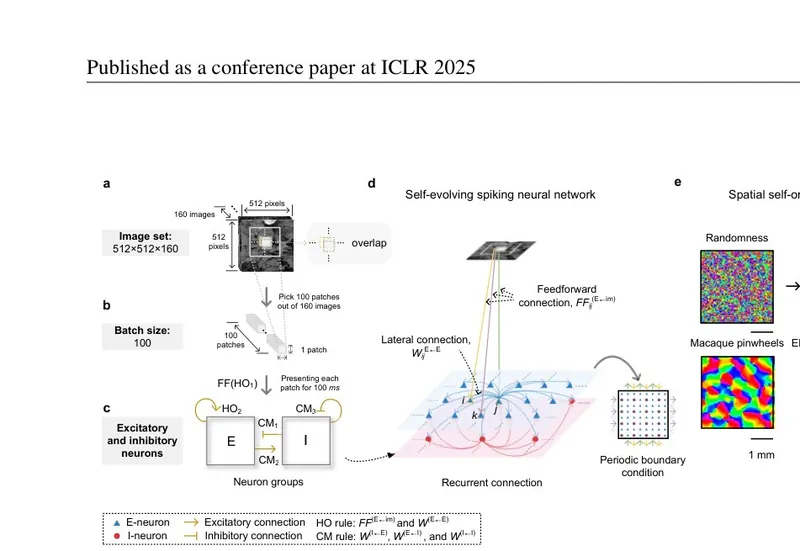 Published as a conference paper at ICLR 2025
a
512 pixels
160 images
Image set:
512×512×160
512
pixels
overlap
b
Pick 100 patches
out of 160 images
Batch size:
100
100
patches
1 patch
FF(HO₁)
Presenting each
patch for 100 ms
c
HO₂
CM₃
Excitatory
and inhibitory
neurons
E
CM₁
CM₂
I
Neuron groups
d
Self-evolving spiking neural network
Feedforward
connection, FFᵢⱼ(E←im)
Lateral connection,
WᵢⱼE←E
i
j
k
Recurrent connection
Periodic boundary
condition
e
Spatial self-or
Randomness
Macaque pinwheels
El
1 mm
E-neuron
Excitatory connection
HO rule: FF(E←im) and W(E←E)
I-neuron
Inhibitory connection
CM rule: W(I←E), W(E←I), and W(I←I)